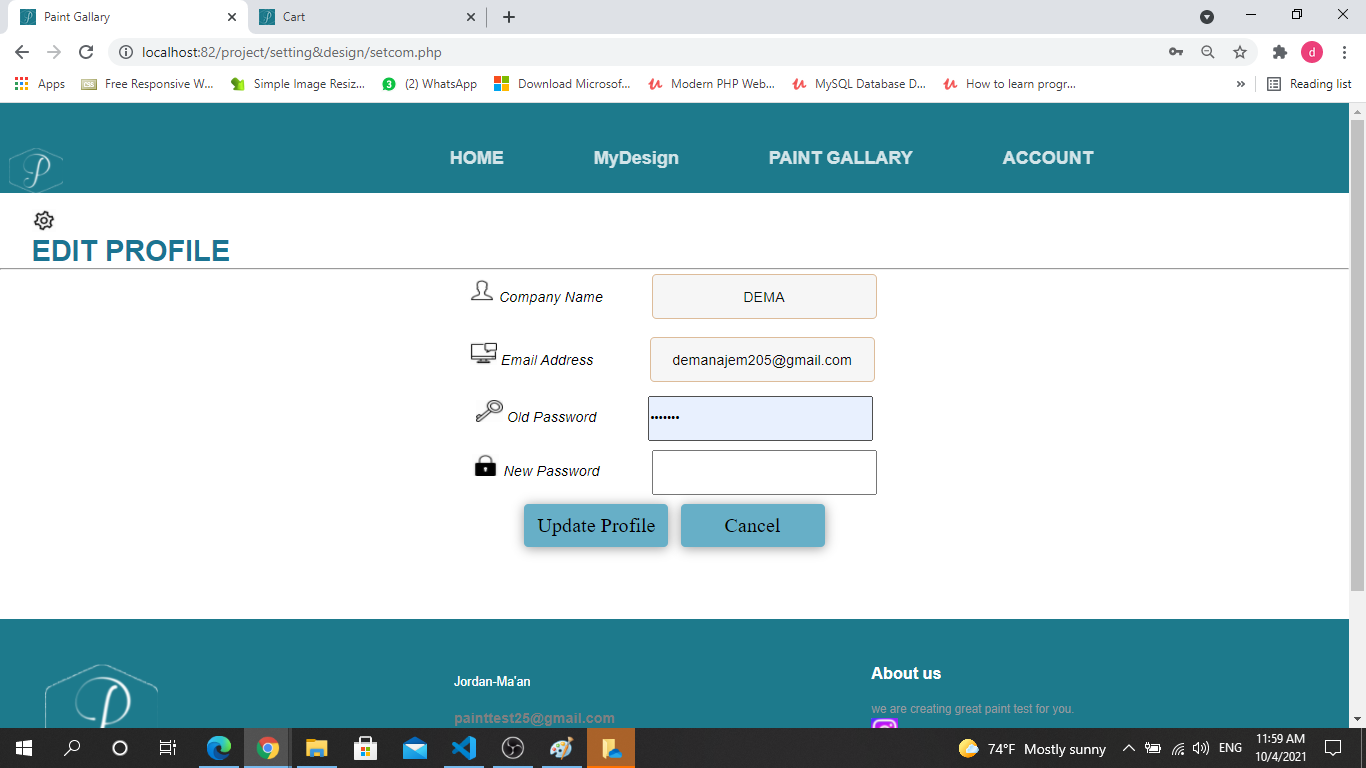 Paint Gallary
Cart
localhost:82/project/setting&design/setcom.php
d
Apps
Free Responsive W...
Simple Image Resiz...
3
(2) WhatsApp
Download Microsof...
Modern PHP Web...
MySQL Database D...
How to learn progr...
»
Reading list
P
HOME
MyDesign
PAINT GALLARY
ACCOUNT
EDIT PROFILE
Company Name
DEMA
Email Address
demanajem205@gmail.com
Old Password
•••••••
New Password
Update Profile
Cancel
P
Jordan-Ma'an
painttest25@gmail.com
About us
we are creating great paint test for you.
74°F Mostly sunny
ENG
11:59 AM
10/4/2021